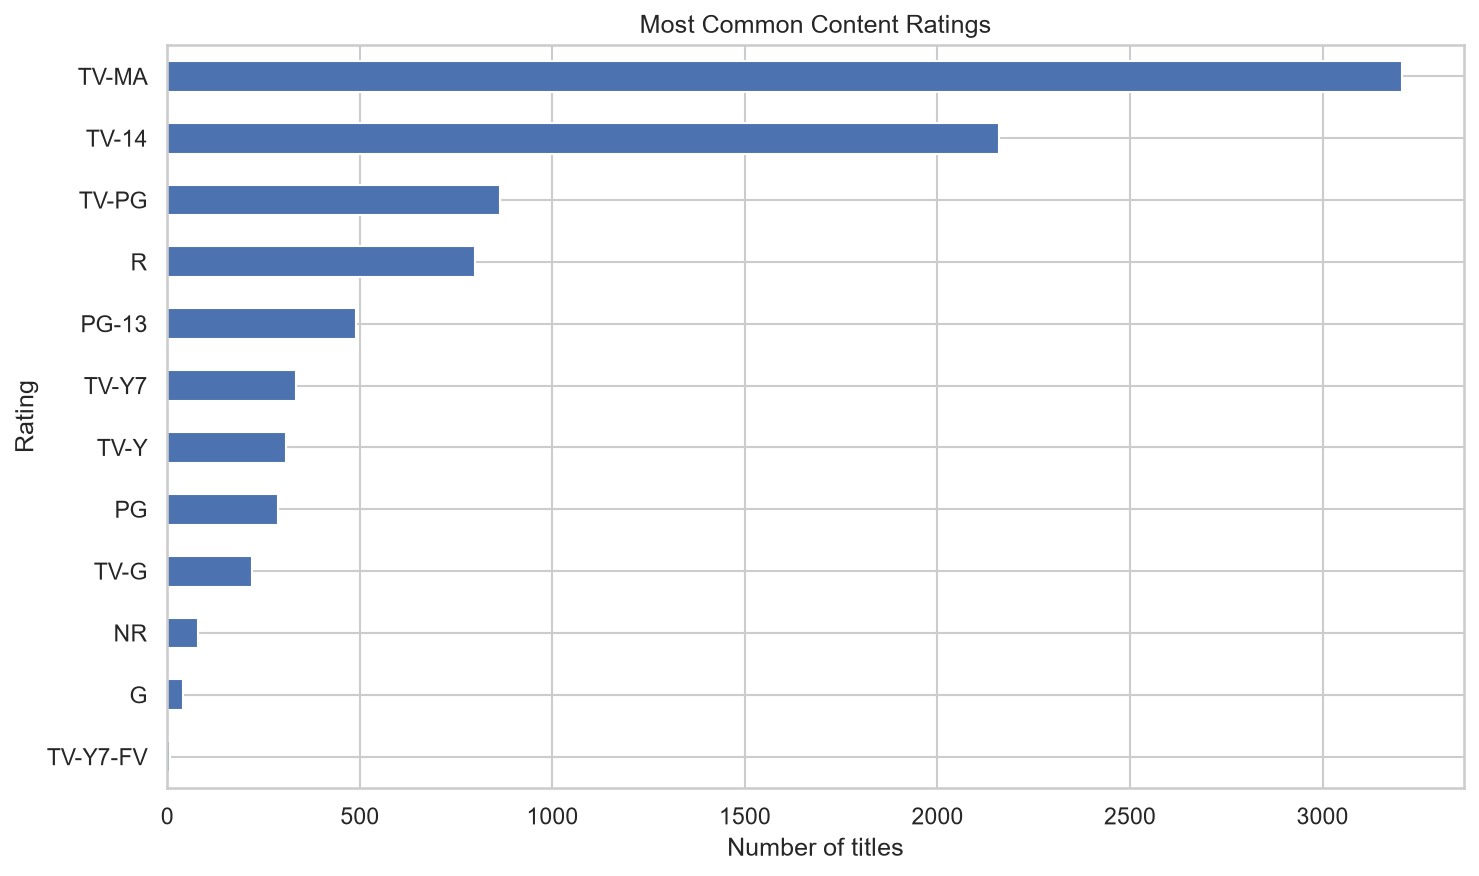 Most Common Content Ratings
TV-MA
TV-14
TV-PG
R
PG-13
TV-Y7
TV-Y
PG
TV-G
NR
G
TV-Y7-FV
Rating
0 500 1000 1500 2000 2500 3000
Number of titles